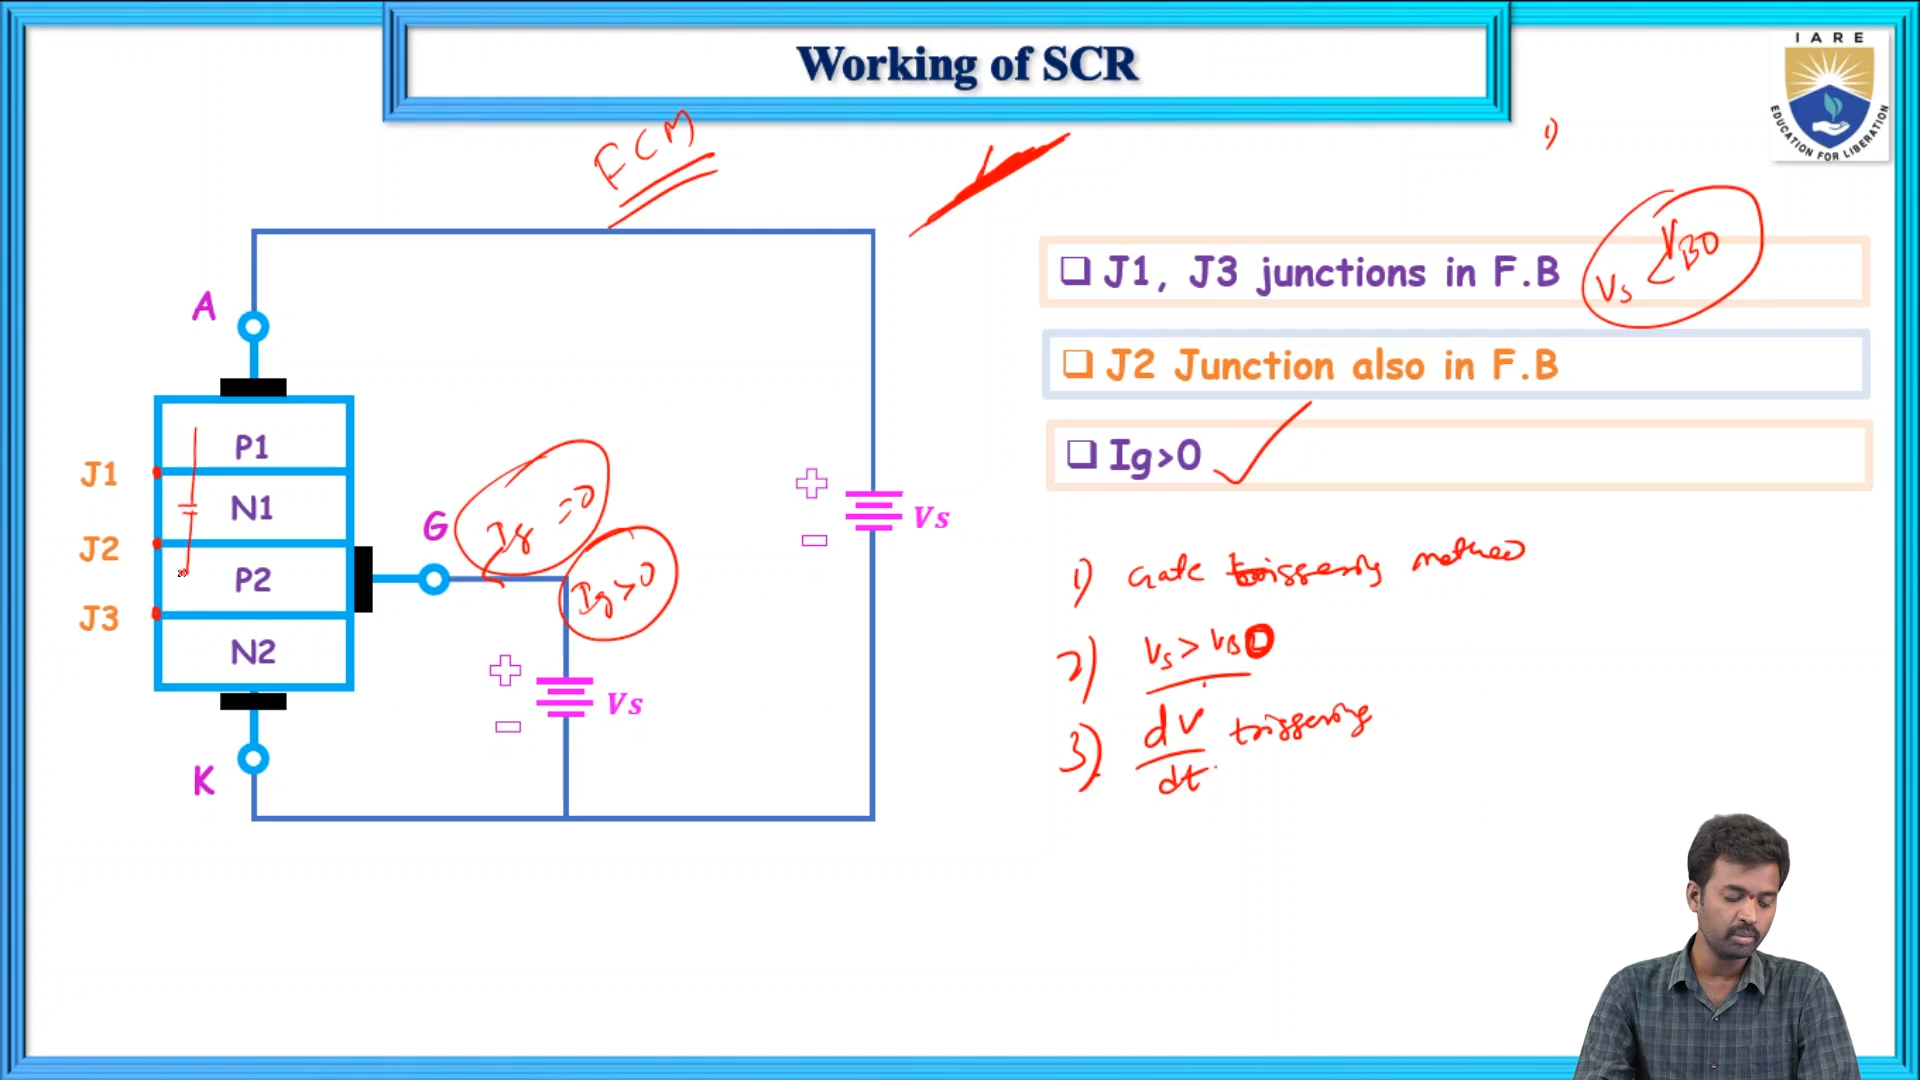 Working of SCR
IARE
EDUCATION FOR LIBERATION
FCM
1)
J1, J3 junctions in F.B
Vs < VBO
J2 Junction also in F.B
Ig>0
A
P1
J1
N1
J2
P2
J3
N2
K
G
Ig = 0
Ig > 0
+
-
Vs
+
-
Vs
1) Gate triggering method
2) Vs > VBO
3) dv/dt triggering